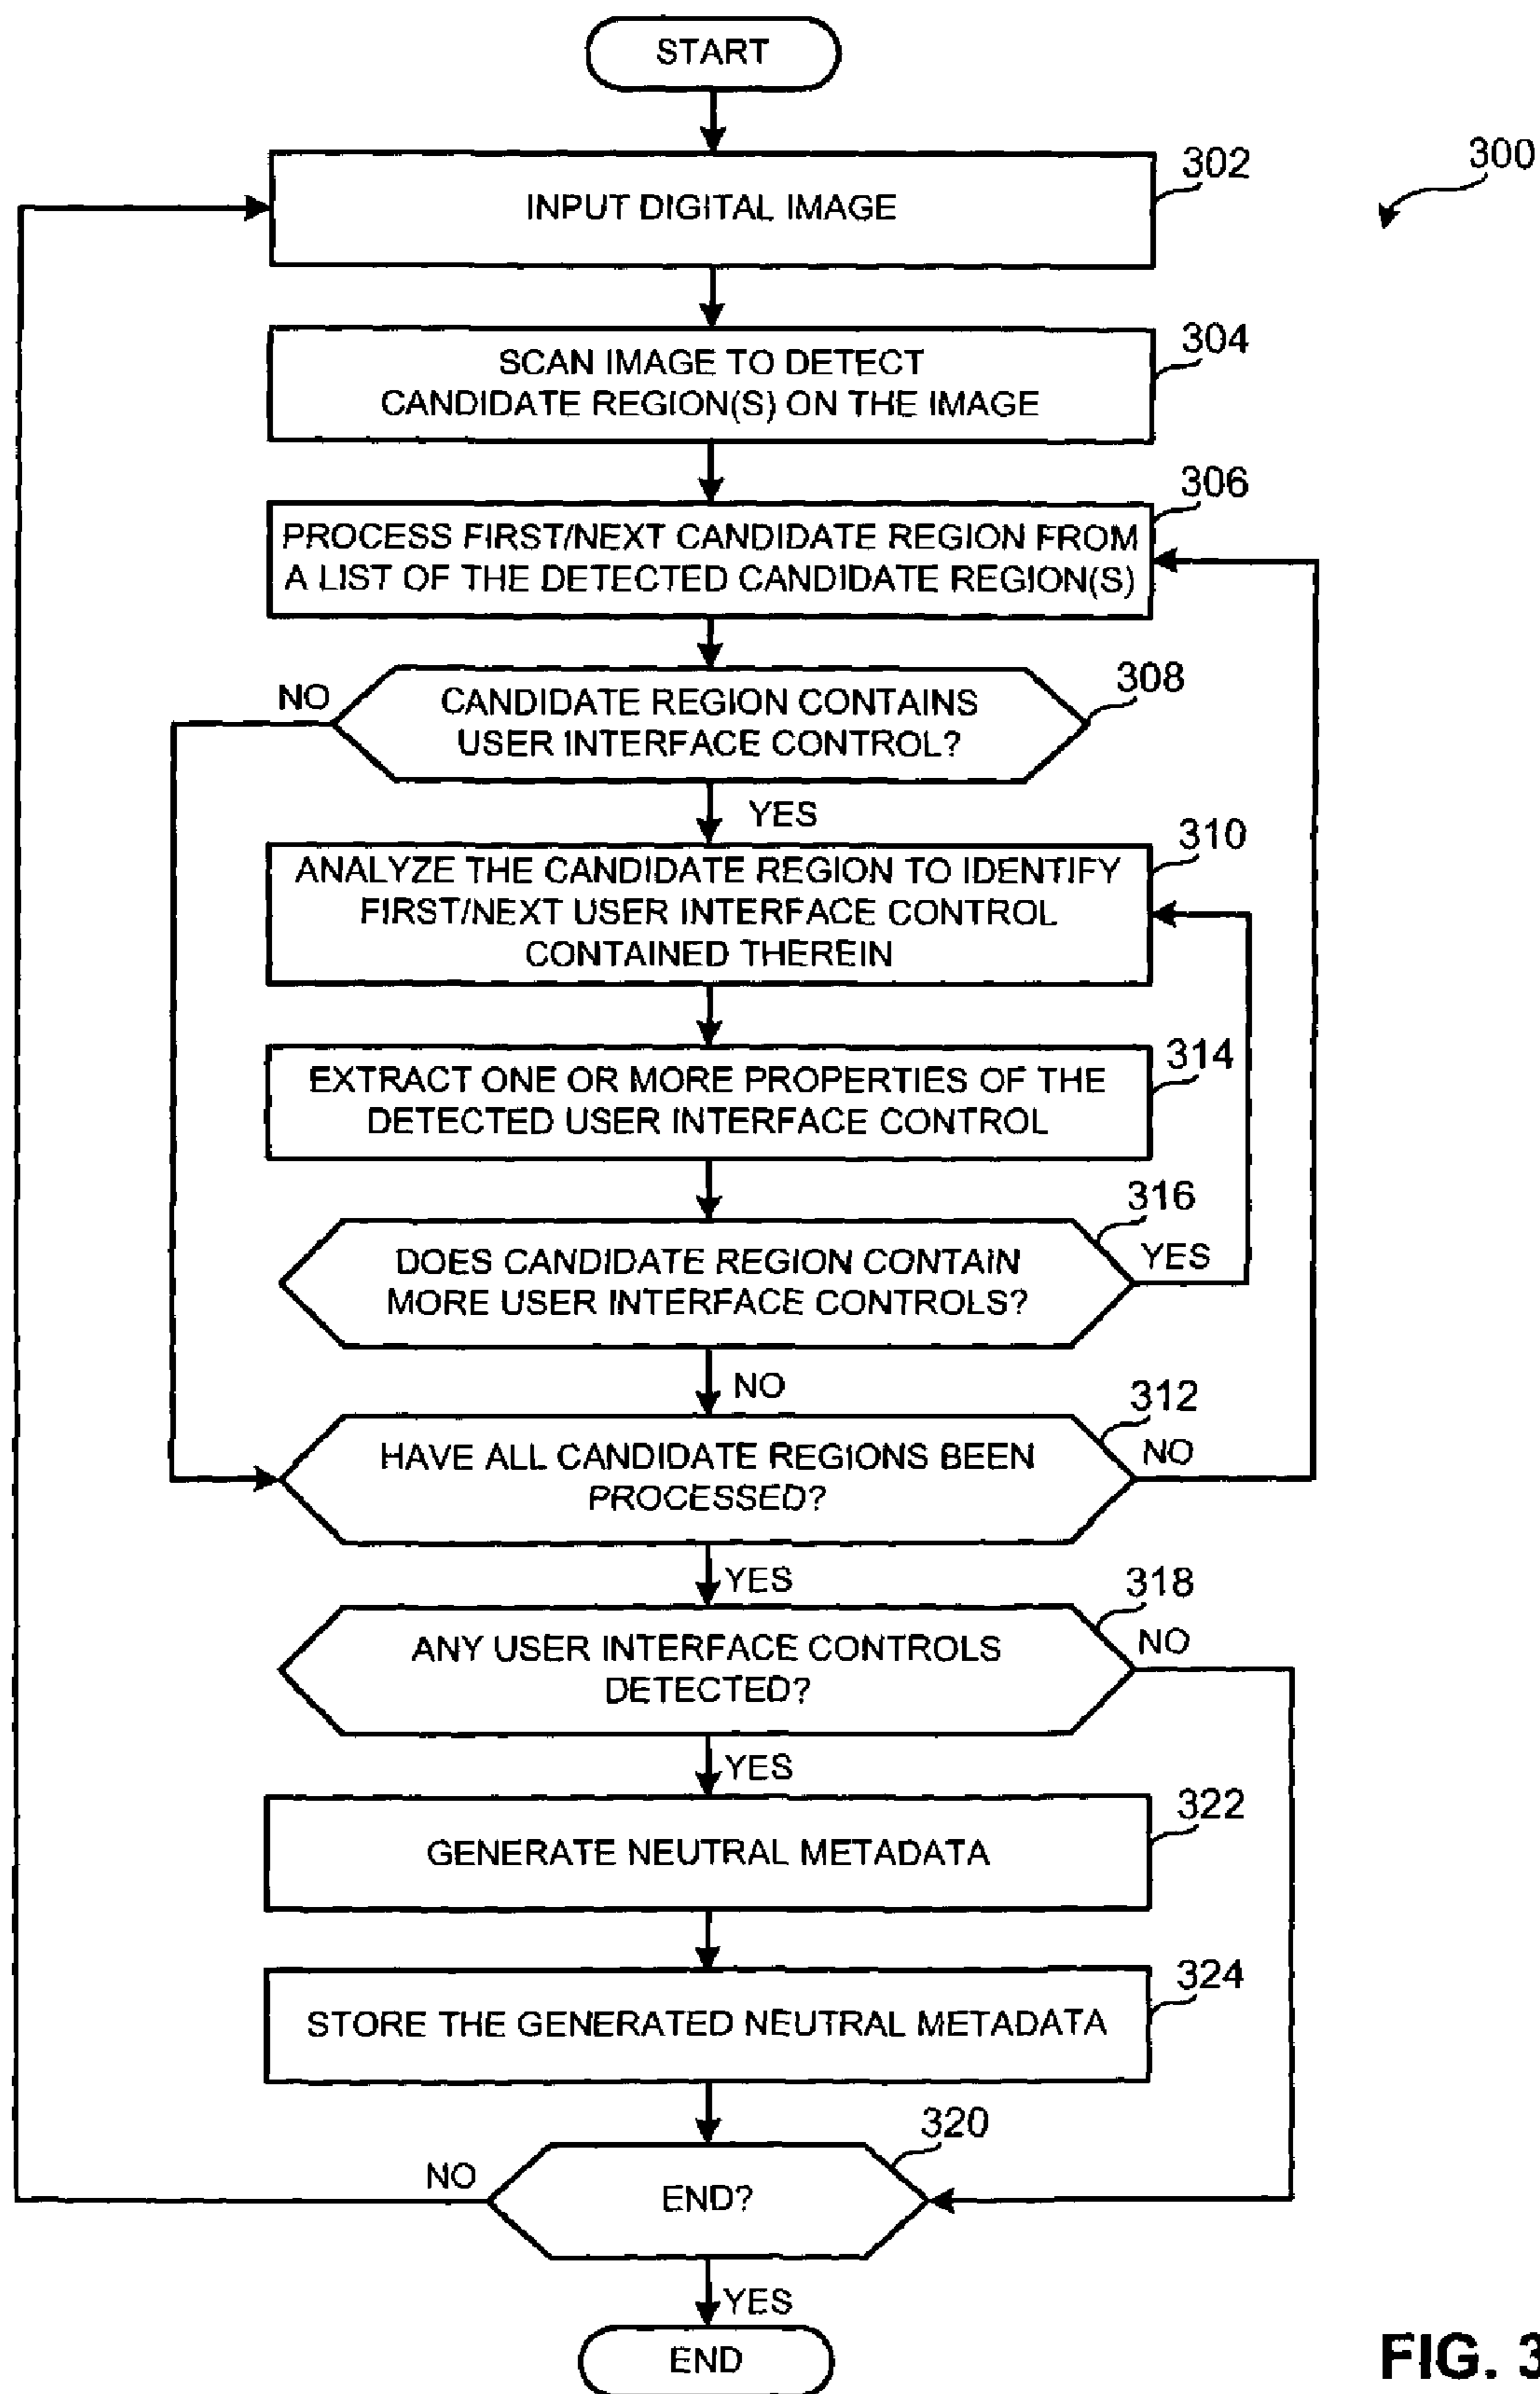 START
302
300
INPUT DIGITAL IMAGE
304
SCAN IMAGE TO DETECT
CANDIDATE REGION(S) ON THE IMAGE
306
PROCESS FIRST/NEXT CANDIDATE REGION FROM
A LIST OF THE DETECTED CANDIDATE REGION(S)
308
NO
CANDIDATE REGION CONTAINS
USER INTERFACE CONTROL?
YES
310
ANALYZE THE CANDIDATE REGION TO IDENTIFY
FIRST/NEXT USER INTERFACE CONTROL
CONTAINED THEREIN
314
EXTRACT ONE OR MORE PROPERTIES OF THE
DETECTED USER INTERFACE CONTROL
316
YES
DOES CANDIDATE REGION CONTAIN
MORE USER INTERFACE CONTROLS?
NO
312
NO
HAVE ALL CANDIDATE REGIONS BEEN
PROCESSED?
YES
318
NO
ANY USER INTERFACE CONTROLS
DETECTED?
YES
322
GENERATE NEUTRAL METADATA
324
STORE THE GENERATED NEUTRAL METADATA
320
NO
END?
YES
END
FIG. 3